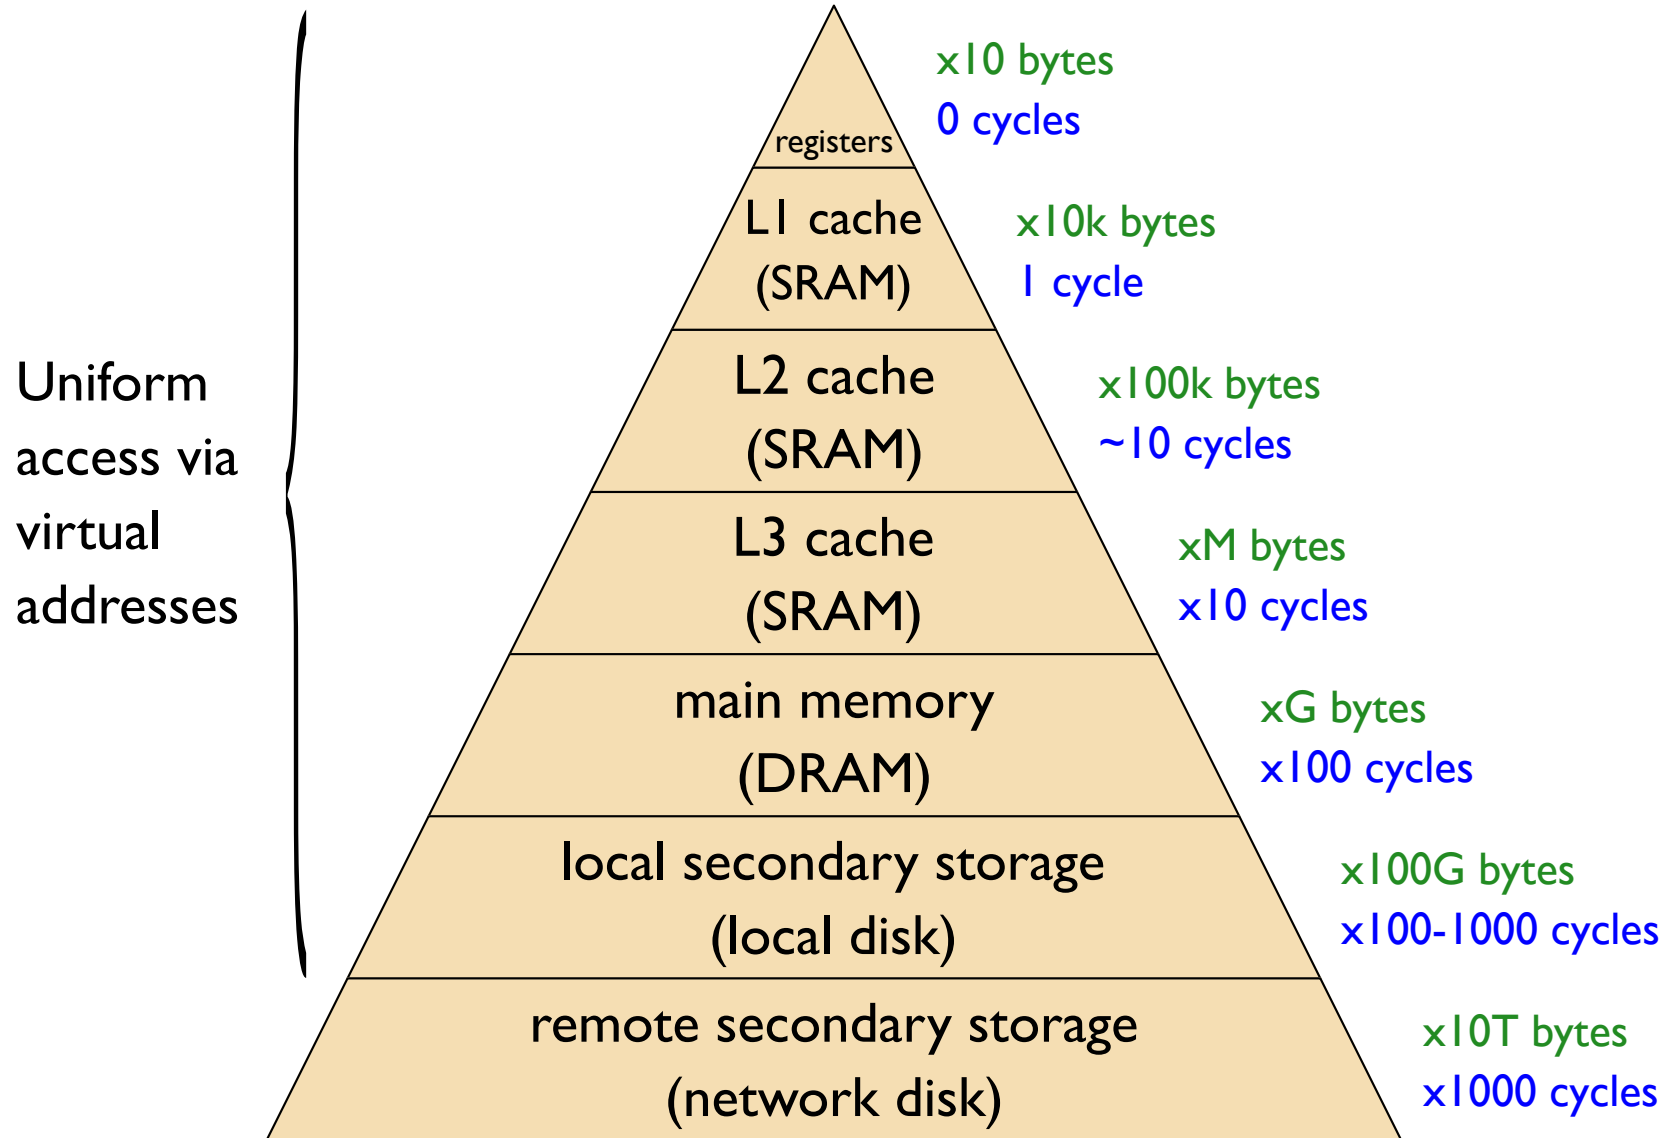 Uniform
access via
virtual
addresses
registers
x10 bytes
0 cycles
L1 cache
(SRAM)
x10k bytes
1 cycle
L2 cache
(SRAM)
x100k bytes
~10 cycles
L3 cache
(SRAM)
xM bytes
x10 cycles
main memory
(DRAM)
xG bytes
x100 cycles
local secondary storage
(local disk)
x100G bytes
x100-1000 cycles
remote secondary storage
(network disk)
x10T bytes
x1000 cycles